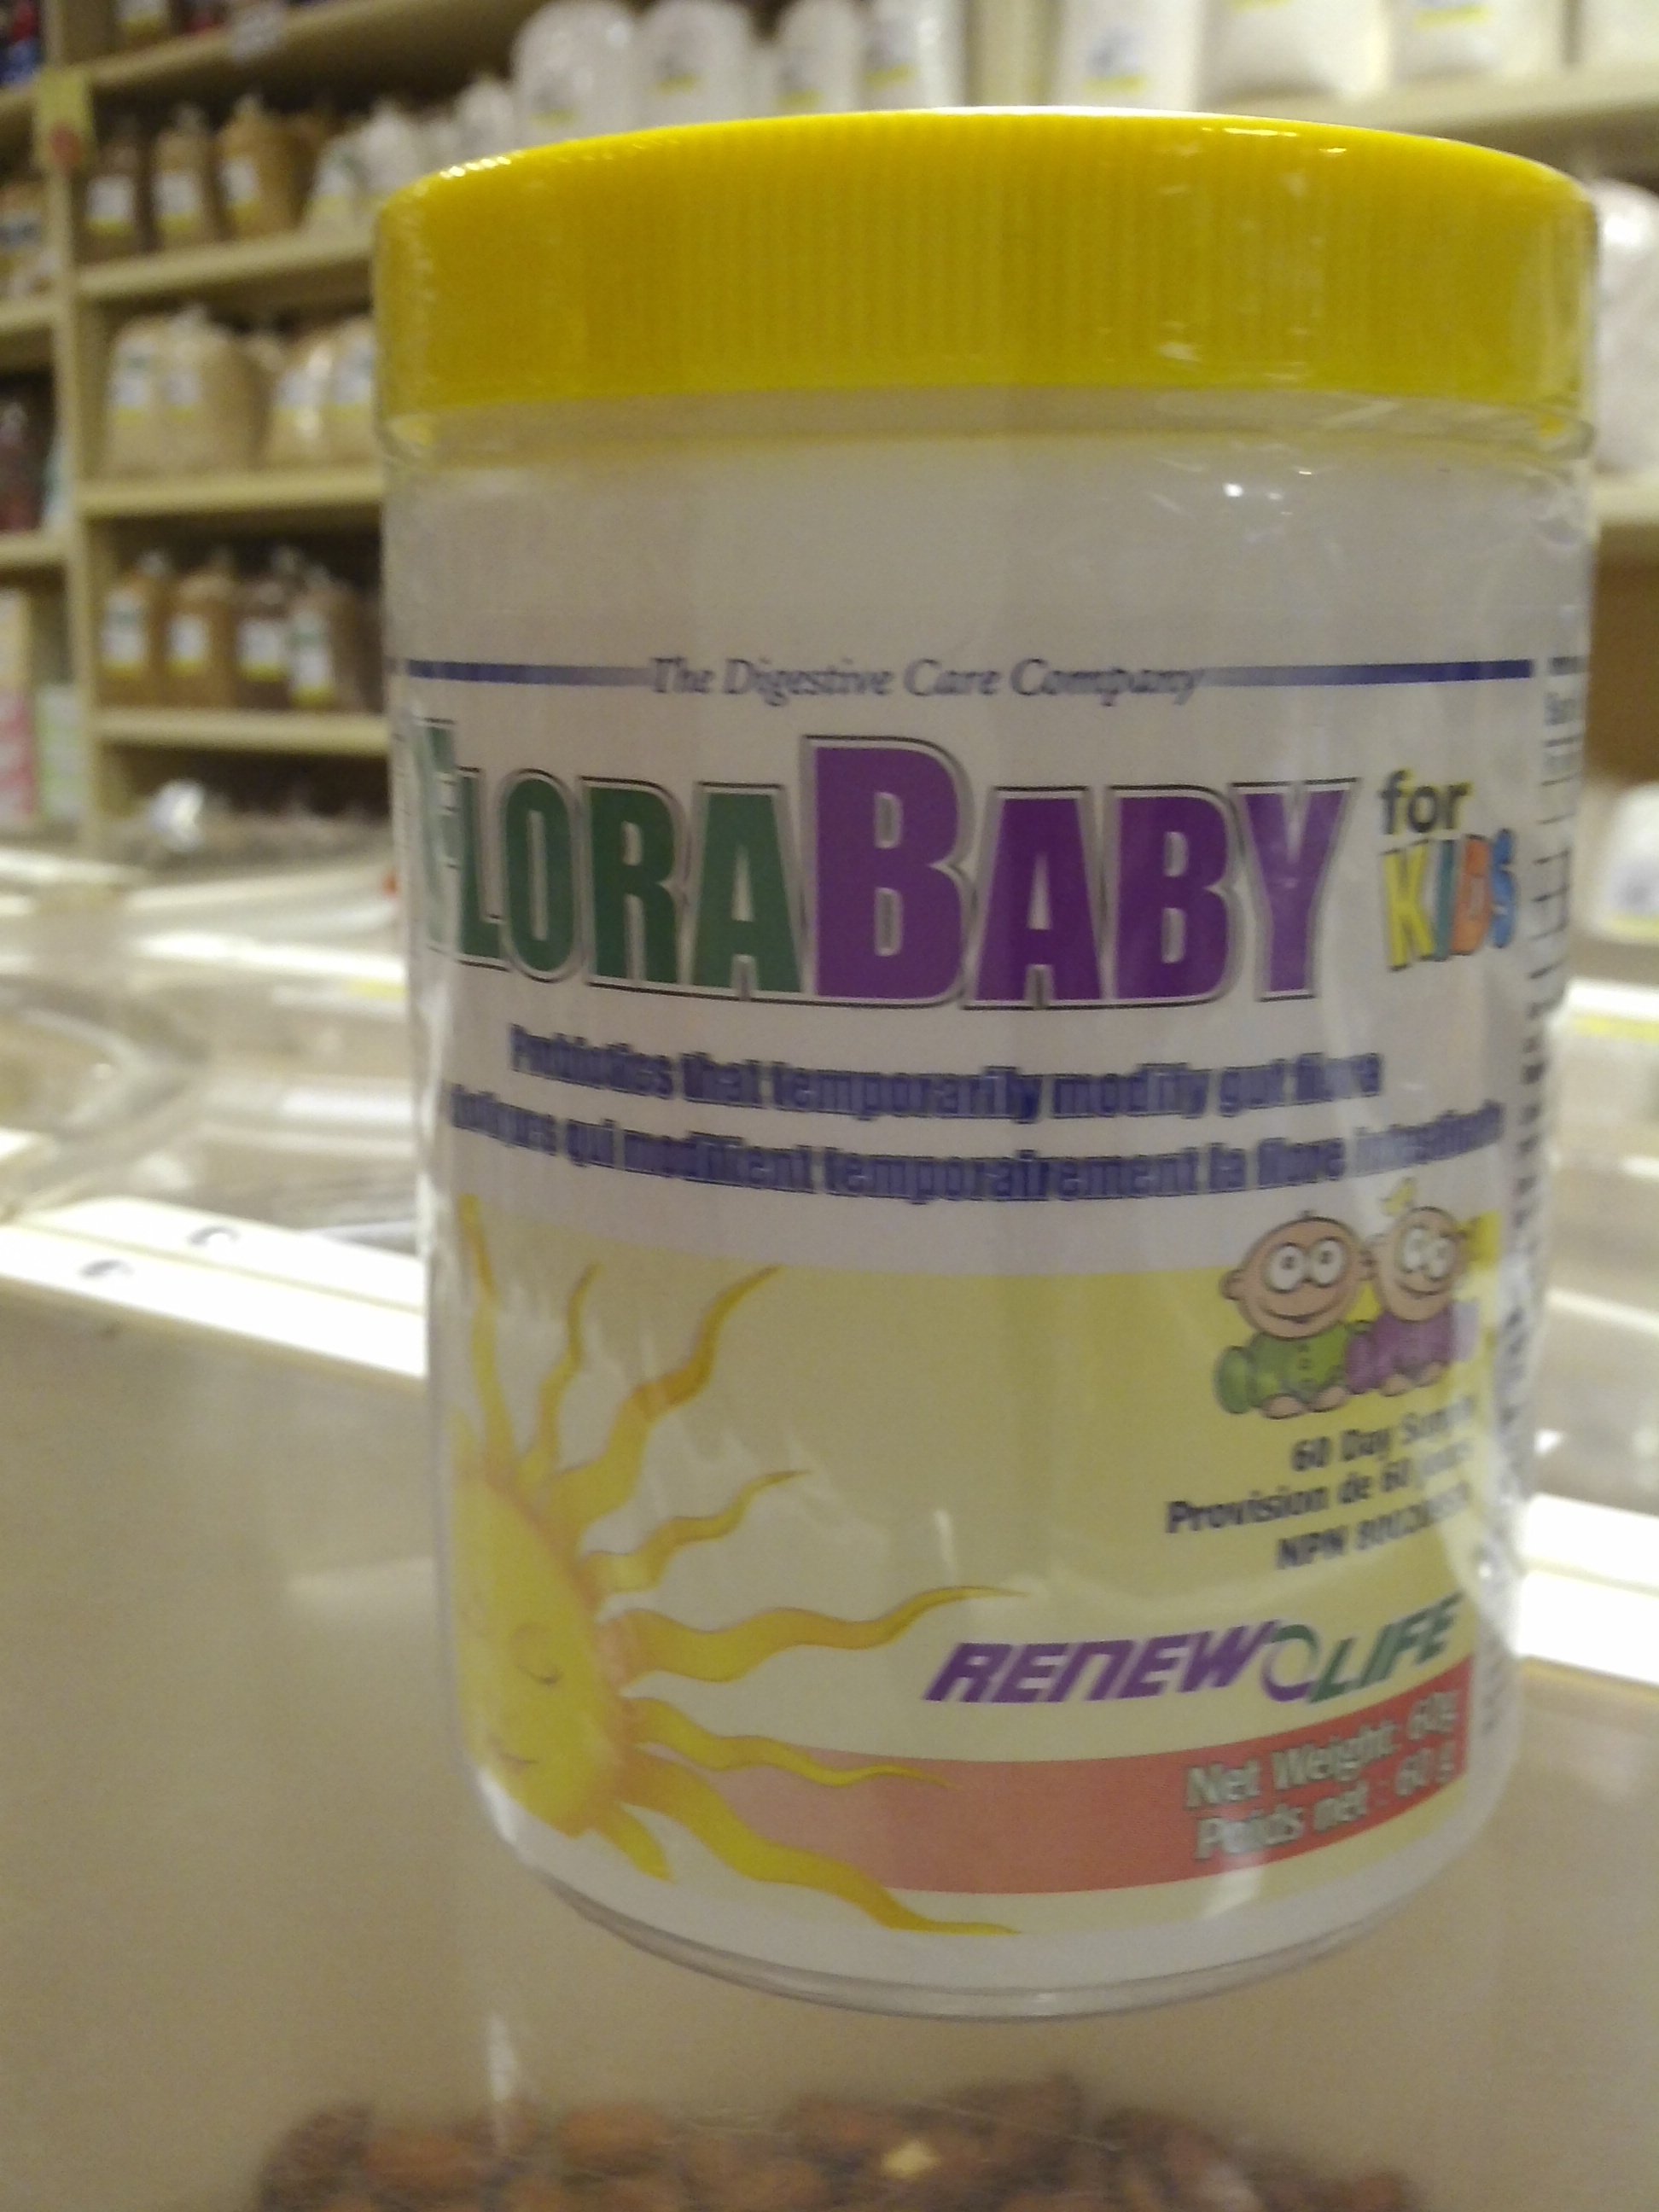 The Digestive Care Company
FLORABABY for KIDS
Probiotics that temporarily modify gut flora
qui modifient temporairement la flore intestinale
60 Day Supply
Provision de 60 jours
NPN
RENEW LIFE
Net Weight: 60g
Poids net : 60 g